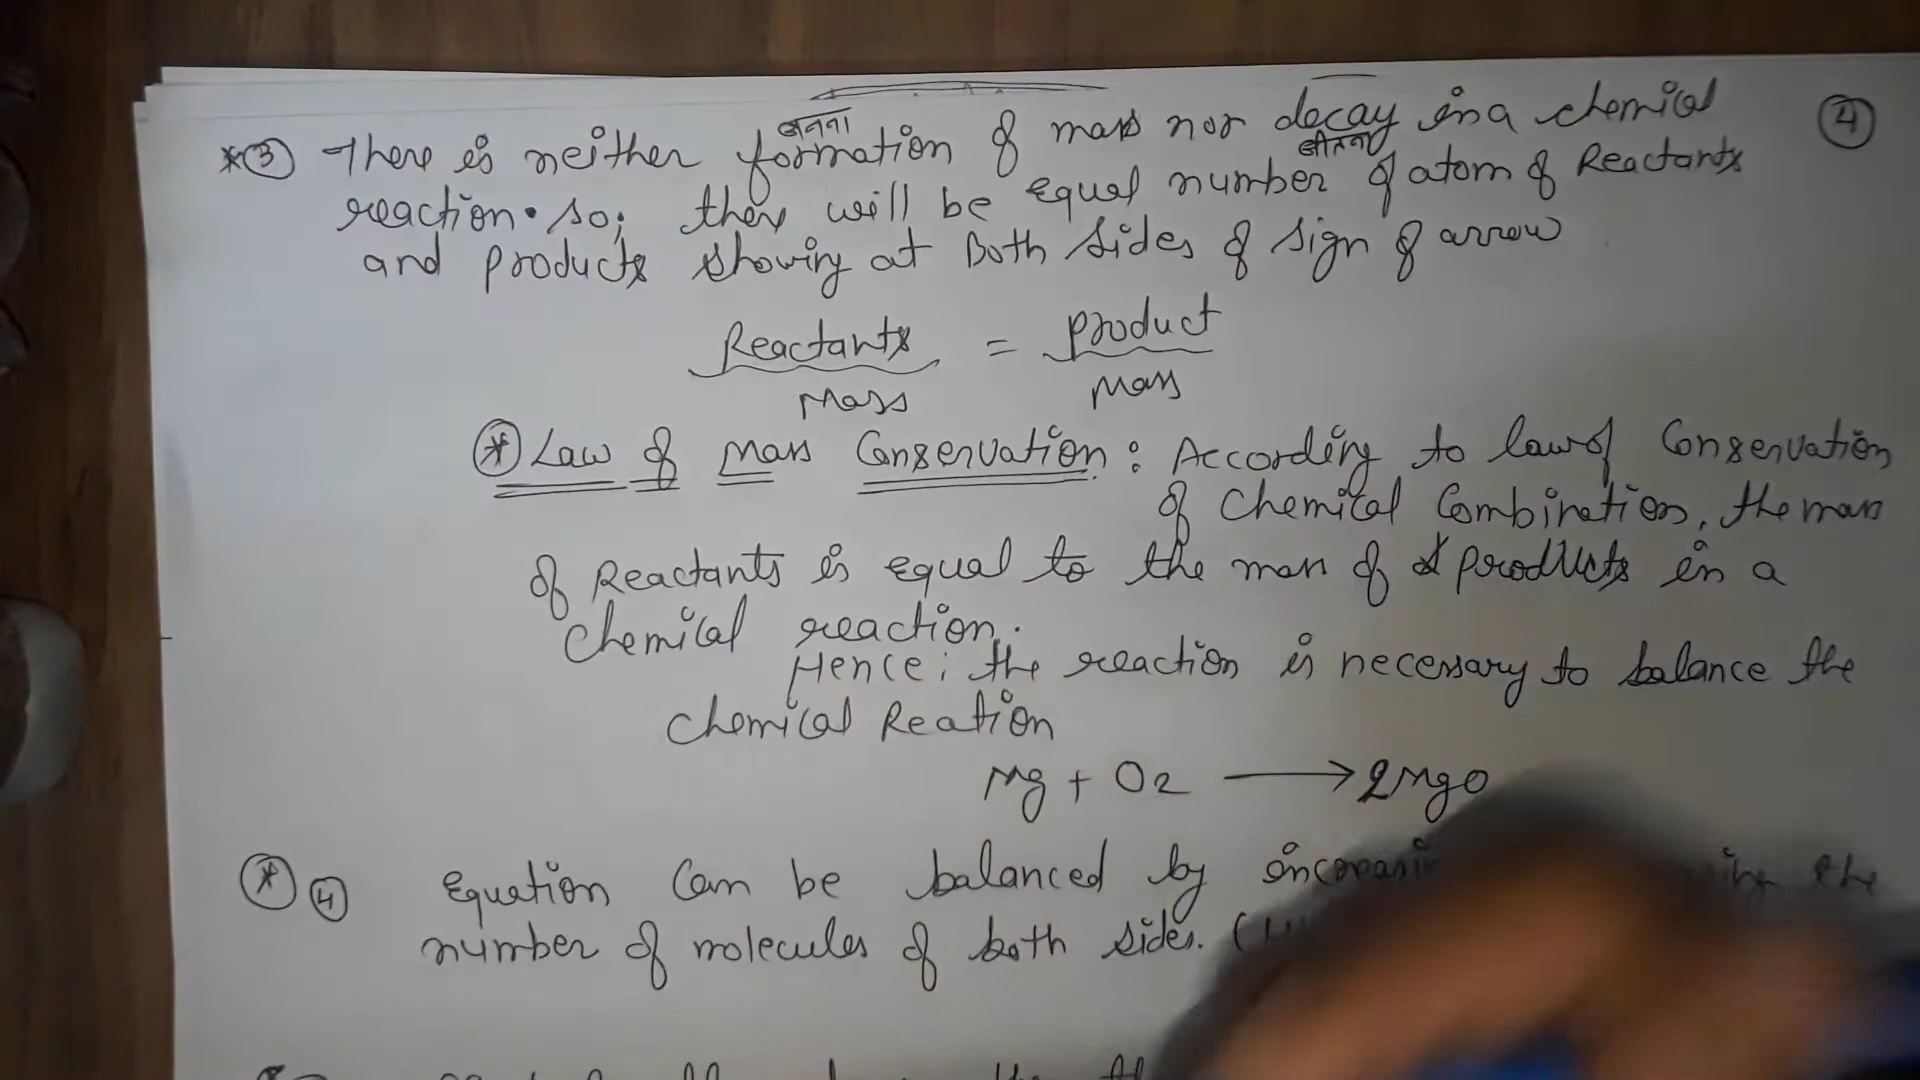 *③ There is neither formation of mass nor decay in a chemical ④
बनना
reaction. so; there will be equal number of atom of Reactants
and products showing at Both sides of sign of arrow
Reactants = product
Mass Mass
* Law of Mass Conservation : According to law of Conservation
of Chemical Combination, the mass
of Reactants is equal to the mass of products in a
Chemical reaction.
Hence; the reaction is necessary to balance the
Chemical Reation
Mg + O2 ⟶ 2MgO
* ④ Equation Can be balanced by the
number of molecules of both sides. (